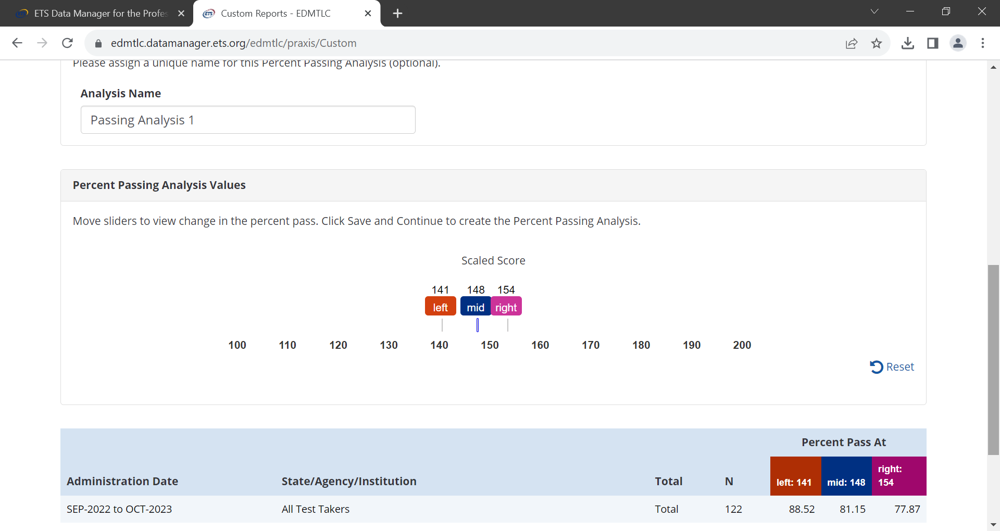 ETS Data Manager for the Profes
Custom Reports - EDMTLC
edmtlc.datamanager.ets.org/edmtlc/praxis/Custom
Please assign a unique name for this Percent Passing Analysis (optional).
Analysis Name
Passing Analysis 1
Percent Passing Analysis Values
Move sliders to view change in the percent pass. Click Save and Continue to create the Percent Passing Analysis.
Scaled Score
141 148 154
left mid right
100 110 120 130 140 150 160 170 180 190 200
Reset
Percent Pass At
Administration Date State/Agency/Institution Total N left: 141 mid: 148 right: 154
SEP-2022 to OCT-2023 All Test Takers Total 122 88.52 81.15 77.87